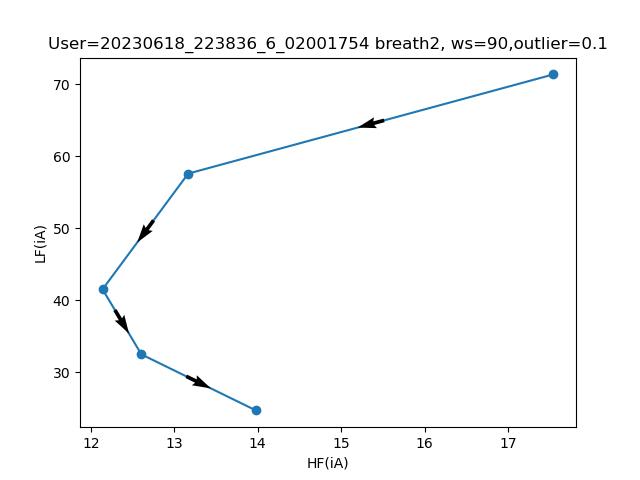 User=20230618_223836_6_02001754 breath2, ws=90,outlier=0.1
70
60
50
40
30
LF(iA)
12 13 14 15 16 17
HF(iA)